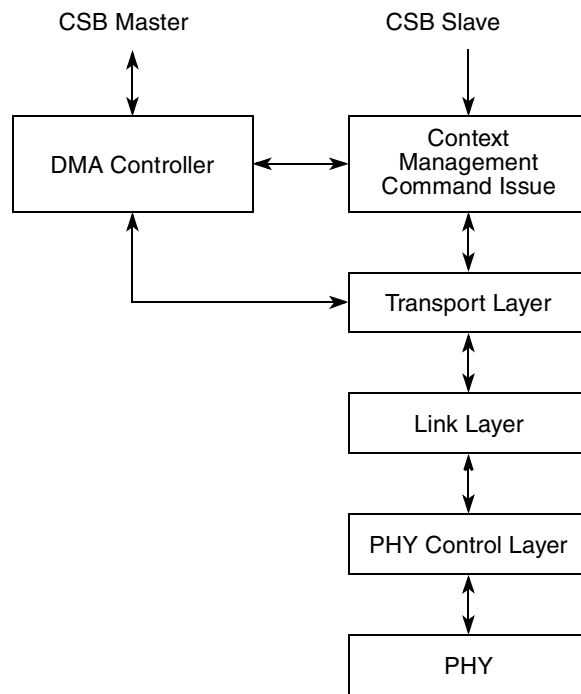 CSB Master
CSB Slave
DMA Controller
Context
Management
Command Issue
Transport Layer
Link Layer
PHY Control Layer
PHY